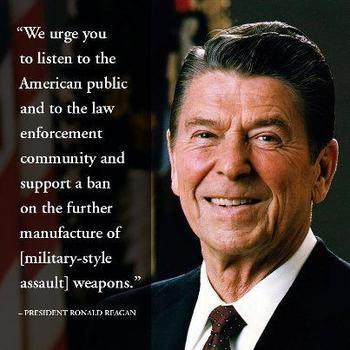 “We urge you
to listen to the
American public
and to the law
enforcement
community and
support a ban
on the further
manufacture of
[military-style
assault] weapons.”
– PRESIDENT RONALD REAGAN